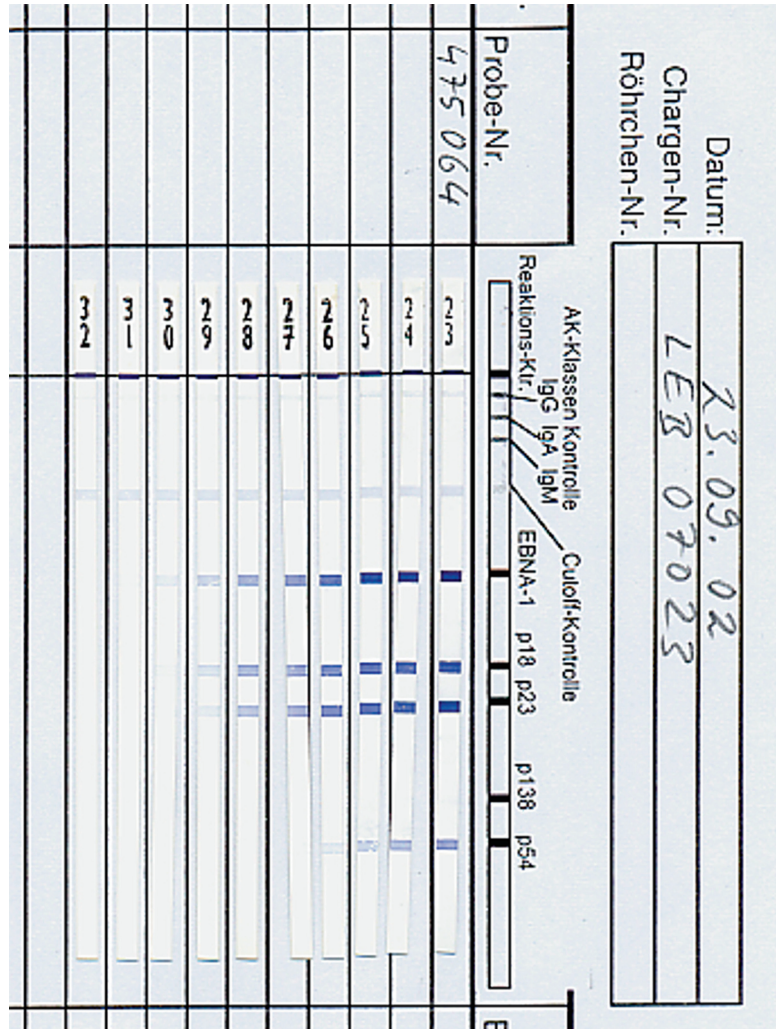 Datum: 23.09.02
Chargen-Nr. LEB 07023
Röhrchen-Nr.
AK-Klassen Kontrolle
IgG IgA IgM
Cutoff-Kontrolle
Reaktions-Ktr.
EBNA-1 p18 p23 p138 p54
Probe-Nr.
475064
23
24
25
26
27
28
29
30
31
32